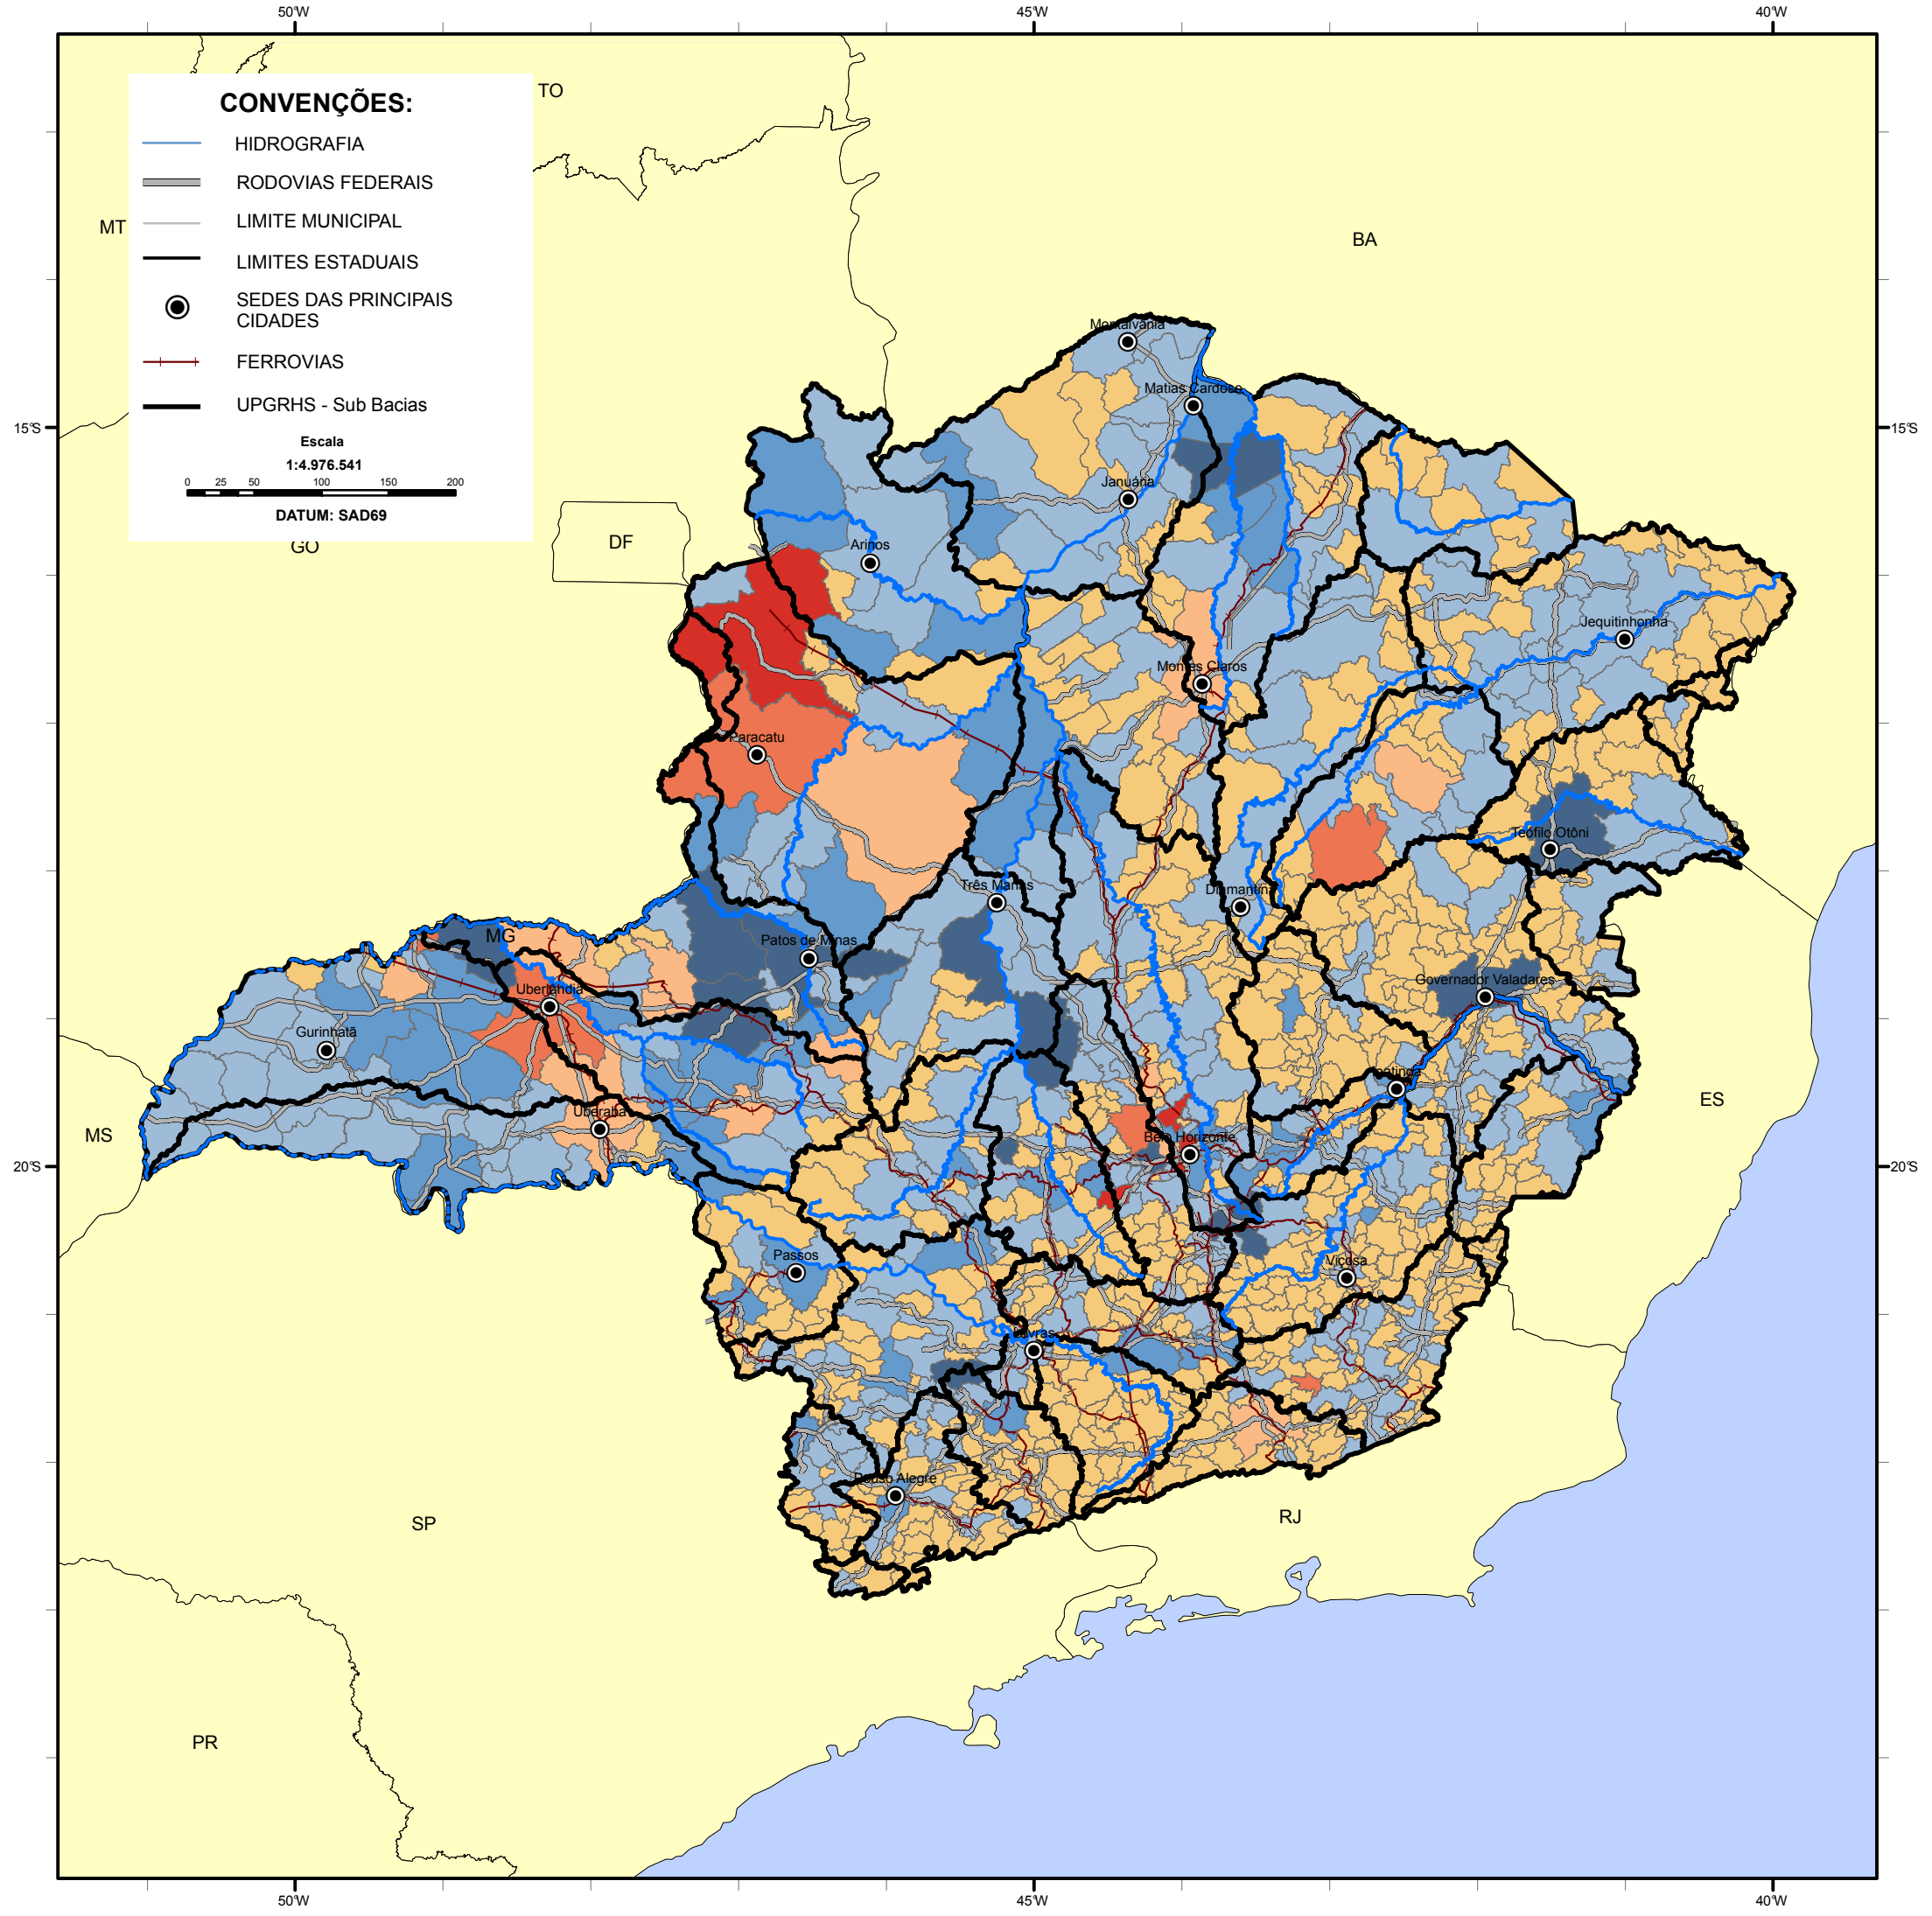 50°W
45°W
40°W
TO
CONVENÇÕES:
HIDROGRAFIA
RODOVIAS FEDERAIS
LIMITE MUNICIPAL
LIMITES ESTADUAIS
SEDES DAS PRINCIPAIS
CIDADES
FERROVIAS
UPGRHS - Sub Bacias
Escala
1:4.976.541
0 25 50 100 150 200
DATUM: SAD69
MT
BA
GO
DF
Montalvânia
Matias Cardoso
15°S
15°S
Januária
Arinos
Jequitinhonha
Montes Claros
Paracatu
Teófilo Otôni
Três Marias
Diamantina
MG
Patos de Minas
Governador Valadares
Uberlândia
Gurinhatã
Ipatinga
ES
Uberaba
MS
Belo Horizonte
20°S
20°S
Passos
Viçosa
Lavras
Pouso Alegre
SP
RJ
PR
50°W
45°W
40°W